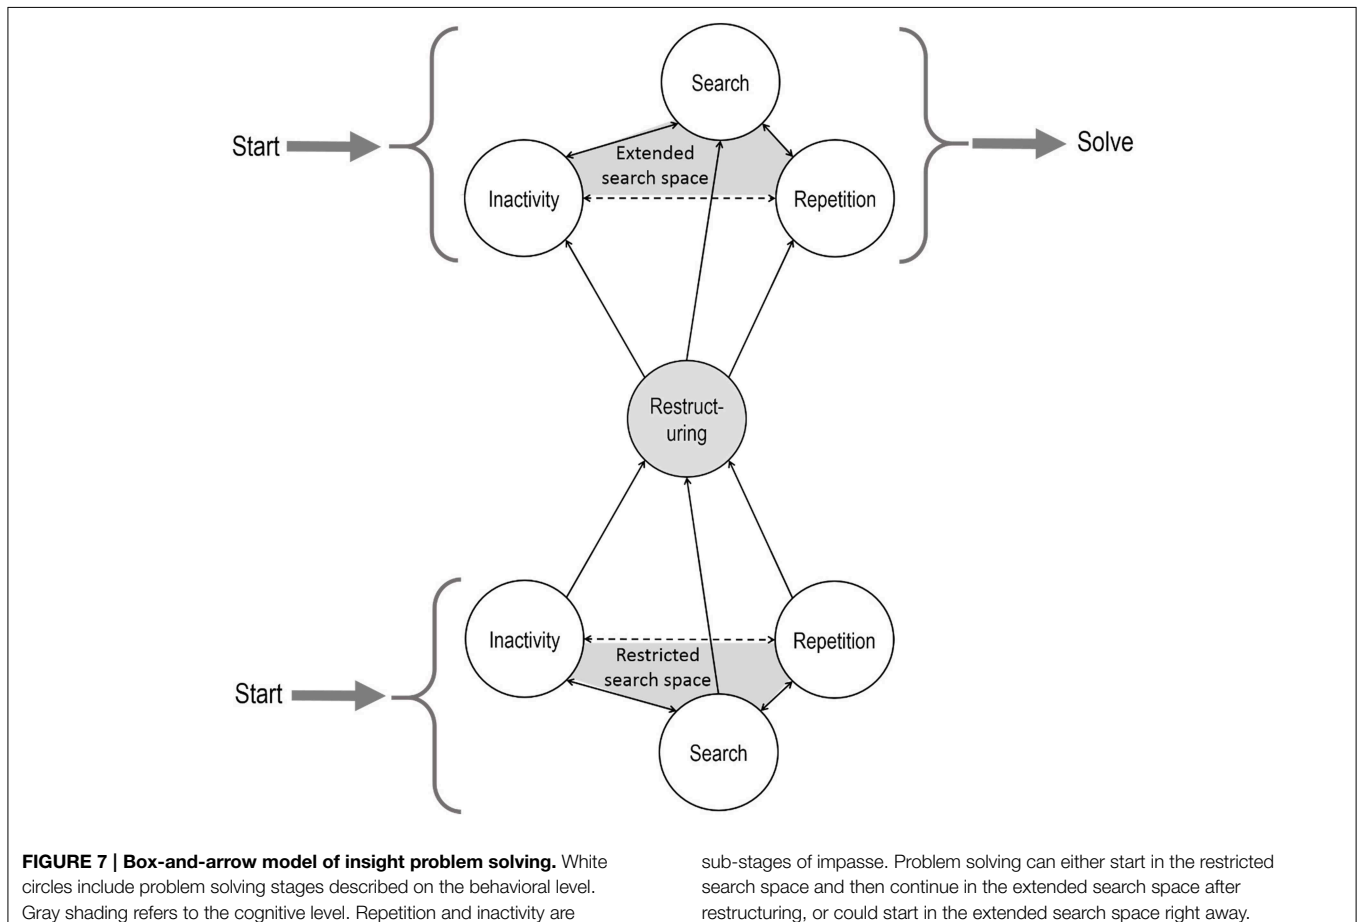 Search
Start
Solve
Extended
search space
Inactivity
Repetition
Restruct-
uring
Inactivity
Repetition
Restricted
search space
Start
Search
FIGURE 7 | Box-and-arrow model of insight problem solving. White
circles include problem solving stages described on the behavioral level.
Gray shading refers to the cognitive level. Repetition and inactivity are
sub-stages of impasse. Problem solving can either start in the restricted
search space and then continue in the extended search space after
restructuring, or could start in the extended search space right away.